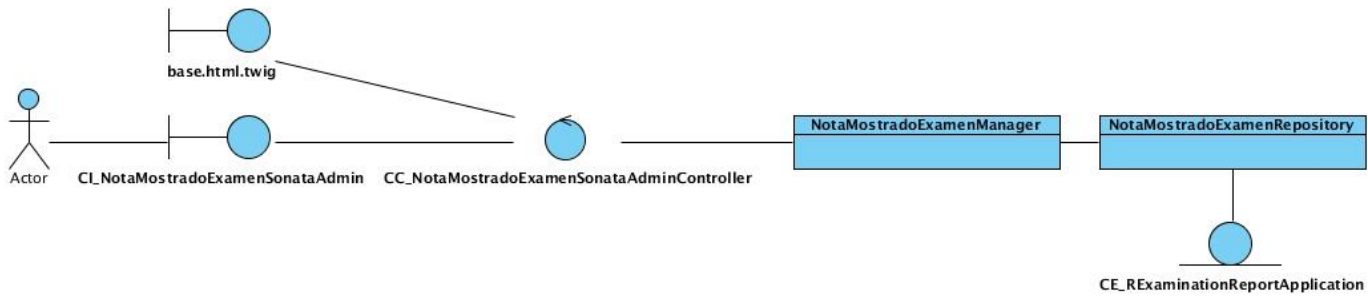 base.html.twig
Actor
CI_NotaMostradoExamenSonataAdmin
CC_NotaMostradoExamenSonataAdminController
NotaMostradoExamenManager
NotaMostradoExamenRepository
CE_RExaminationReportApplication